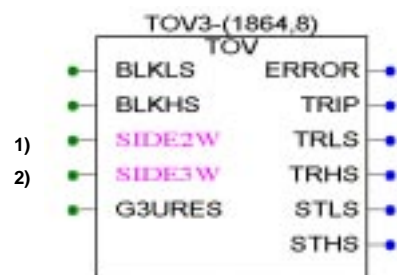 TOV3-(1864,8)
TOV
BLKLS ERROR
BLKHS TRIP
1) SIDE2W TRLS
2) SIDE3W TRHS
G3URES STLS
STHS